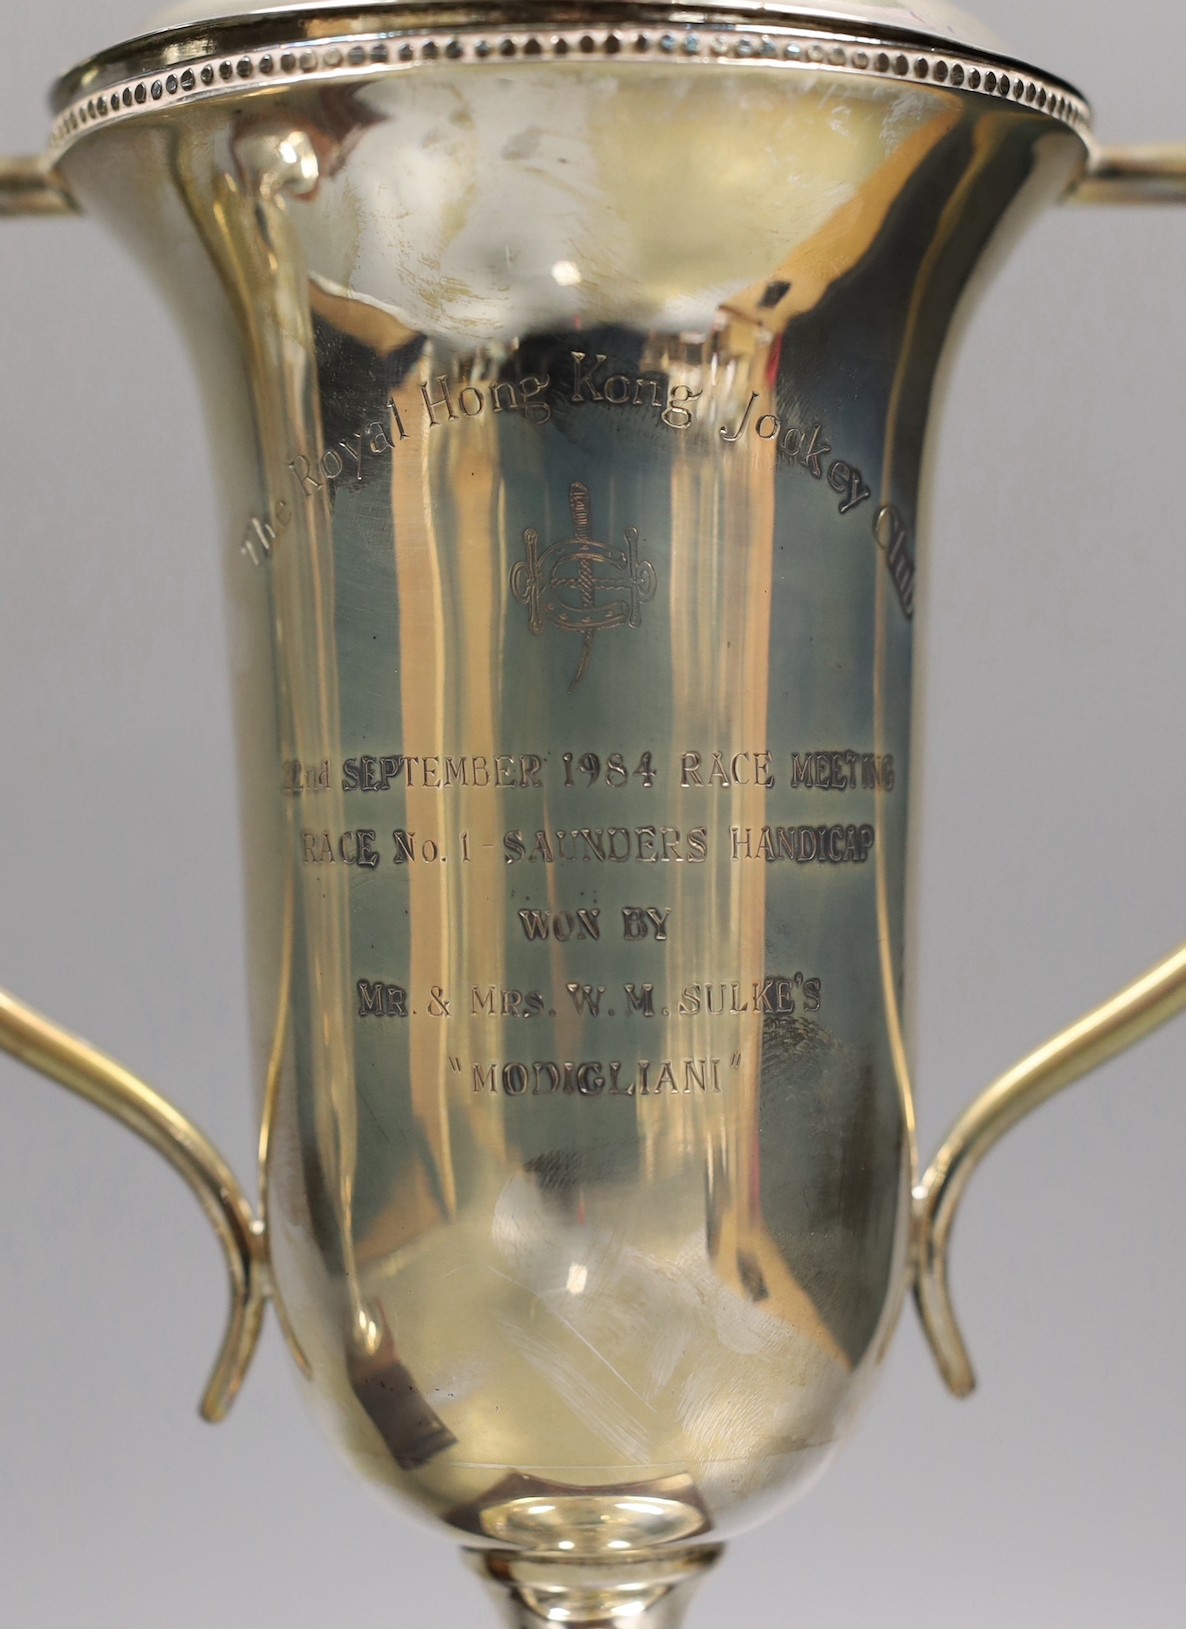 The Royal Hong Kong Jockey Club
22nd SEPTEMBER 1984 RACE MEETING
RACE No. 1 - SAUNDERS HANDICAP
WON BY
MR. & MRS. W. M. SULKE'S
"MODIGLIANI"